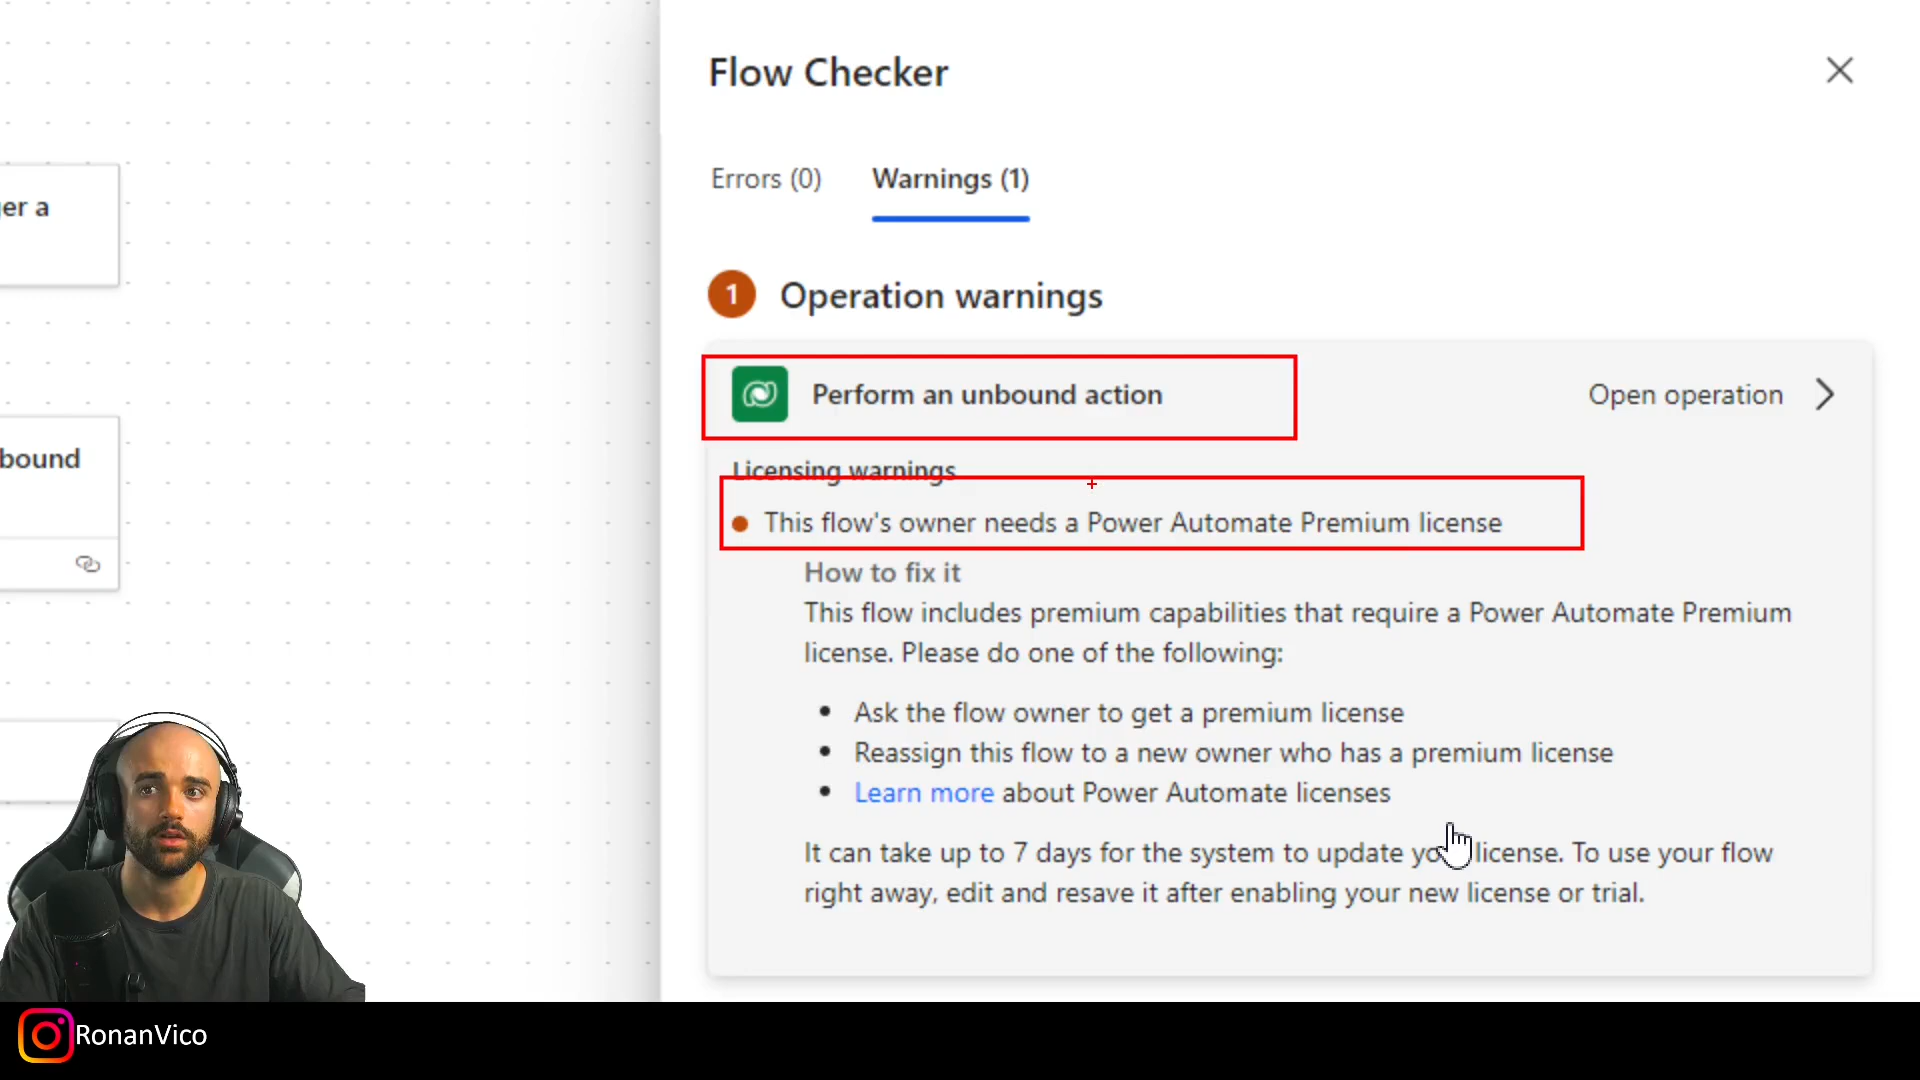 Flow Checker
Errors (0)
Warnings (1)
1
Operation warnings
Perform an unbound action
Open operation
Licensing warnings
This flow's owner needs a Power Automate Premium license
How to fix it
This flow includes premium capabilities that require a Power Automate Premium
license. Please do one of the following:
Ask the flow owner to get a premium license
Reassign this flow to a new owner who has a premium license
Learn more about Power Automate licenses
It can take up to 7 days for the system to update license. To use your flow
right away, edit and resave it after enabling your new license or trial.
er a
bound
RonanVico